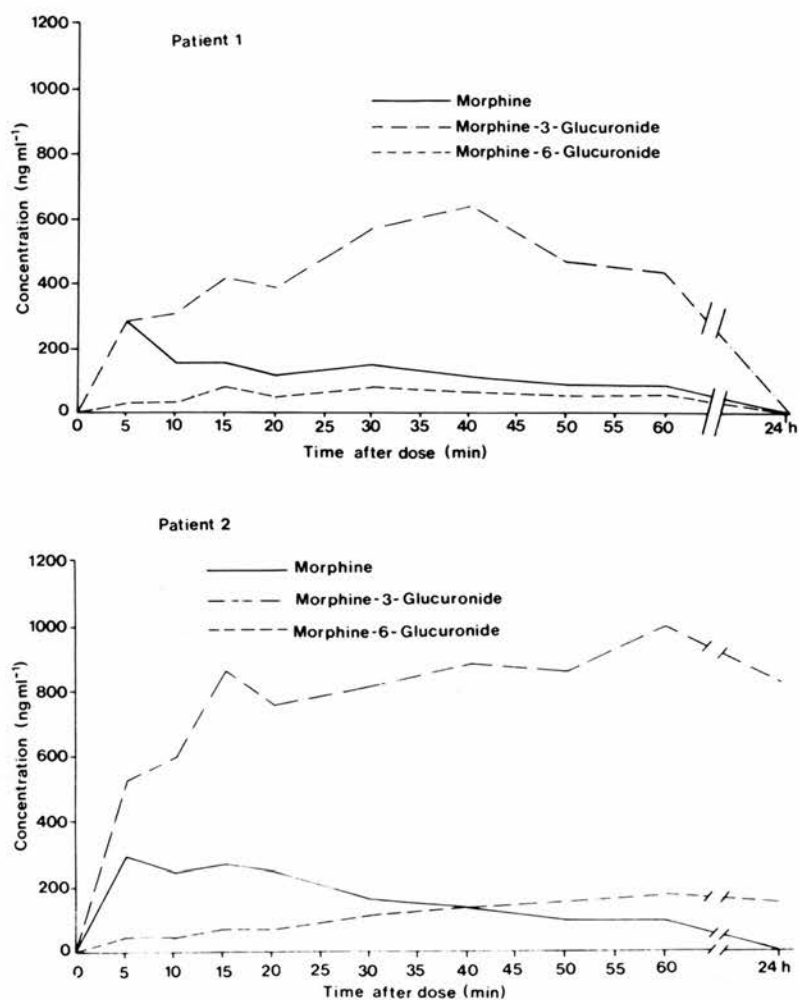 Patient 1
Morphine
Morphine-3-Glucuronide
Morphine-6-Glucuronide
Concentration (ng ml⁻¹)
1200
1000
800
600
400
200
0
0 5 10 15 20 25 30 35 40 45 50 55 60 24 h
Time after dose (min)
Patient 2
Morphine
Morphine-3-Glucuronide
Morphine-6-Glucuronide
Concentration (ng ml⁻¹)
1200
1000
800
600
400
200
0
0 5 10 15 20 25 30 35 40 45 50 55 60 24 h
Time after dose (min)